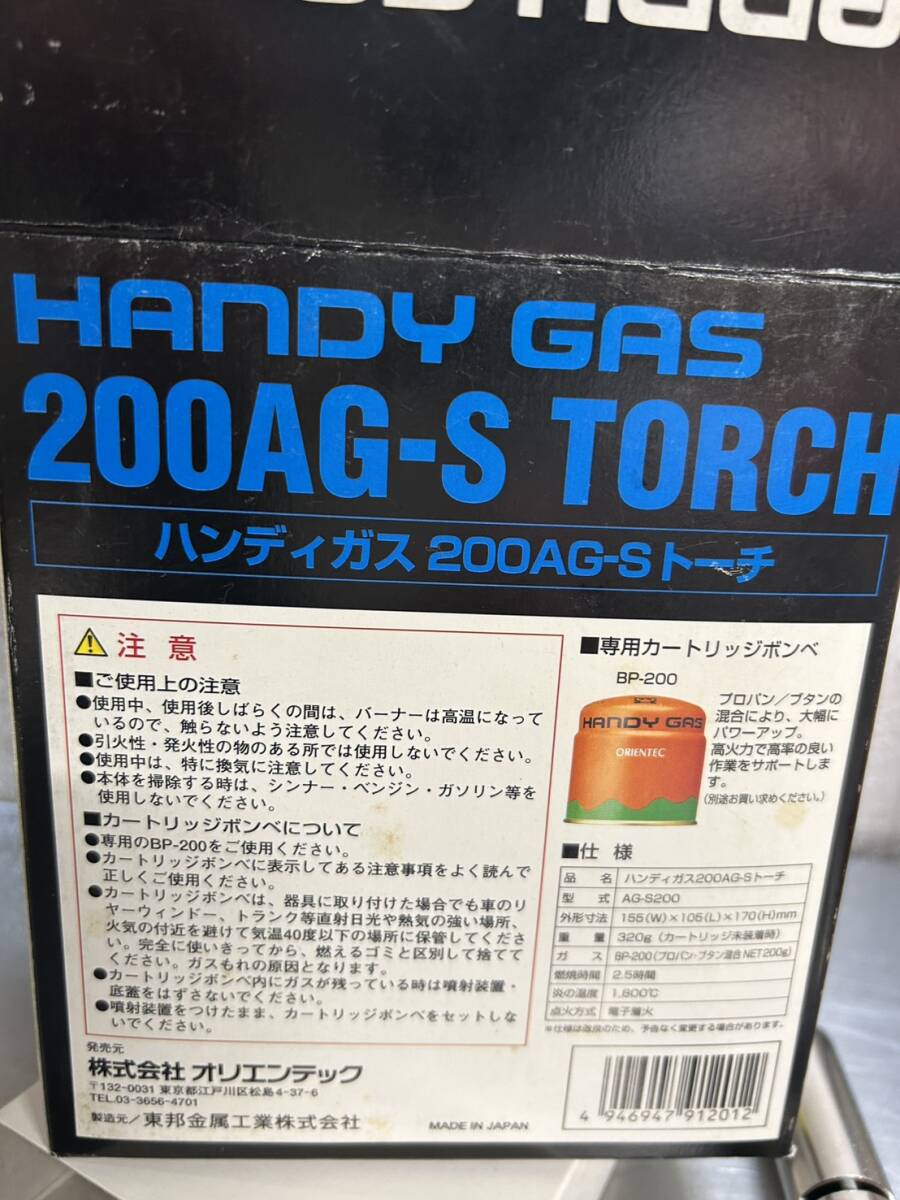 HANDY GAS
200AG-S TORCH
ハンディガス 200AG-Sトーチ
注意
■ご使用上の注意
●使用中、使用後しばらくの間は、バーナーは高温になって
いるので、触らないよう注意してください。
●引火性・発火性の物のある所では使用しないでください。
●使用中は、特に換気に注意してください。
●本体を掃除する時は、シンナー・ベンジン・ガソリン等を
使用しないでください。
■カートリッジボンベについて
●専用のBP-200をご使用ください。
●カートリッジボンベに表示してある注意事項をよく読んで
正しくご使用ください。
●カートリッジボンベは、器具に取り付けた場合でも車のリ
ヤーウィンドー、トランク等直射日光や熱気の強い場所、
火気の付近を避けて気温40度以下の場所に保管してくださ
い。完全に使いきってから、燃えるゴミと区別して捨てて
ください。ガスもれの原因となります。
●カートリッジボンベ内にガスが残っている時は噴射装置・
底蓋をはずさないでください。
●噴射装置をつけたまま、カートリッジボンベをセットしな
いでください。
発売元
株式会社 オリエンテック
〒132-0031 東京都江戸川区松島4-37-6
TEL.03-3656-4701
製造元／東邦金属工業株式会社
MADE IN JAPAN
■専用カートリッジボンベ
BP-200
HANDY GAS
ORIENTEC
プロパン／ブタンの
混合により、大幅に
パワーアップ。
高火力で高率の良い
作業をサポートしま
す。
(別途お買い求めください。)
■仕様
品名 ハンディガス200AG-Sトーチ
型式 AG-S200
外形寸法 155(W)×105(L)×170(H)mm
重量 320g(カートリッジ未装着時)
ガス BP-200(プロパン・ブタン混合 NET200g)
燃焼時間 2.5時間
炎の温度 1,800℃
点火方式 電子着火
※仕様は改良のため、予告なく変更する場合があります。
4 946947 912012